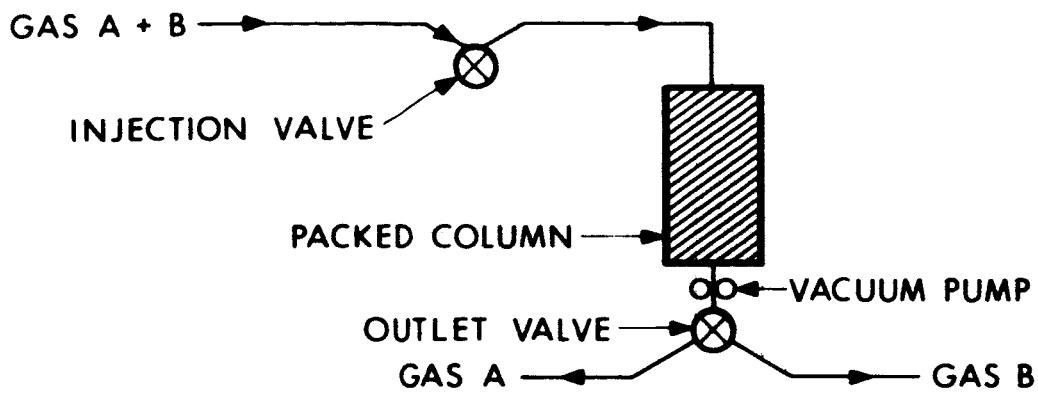 GAS A + B
INJECTION VALVE
PACKED COLUMN
VACUUM PUMP
OUTLET VALVE
GAS A
GAS B